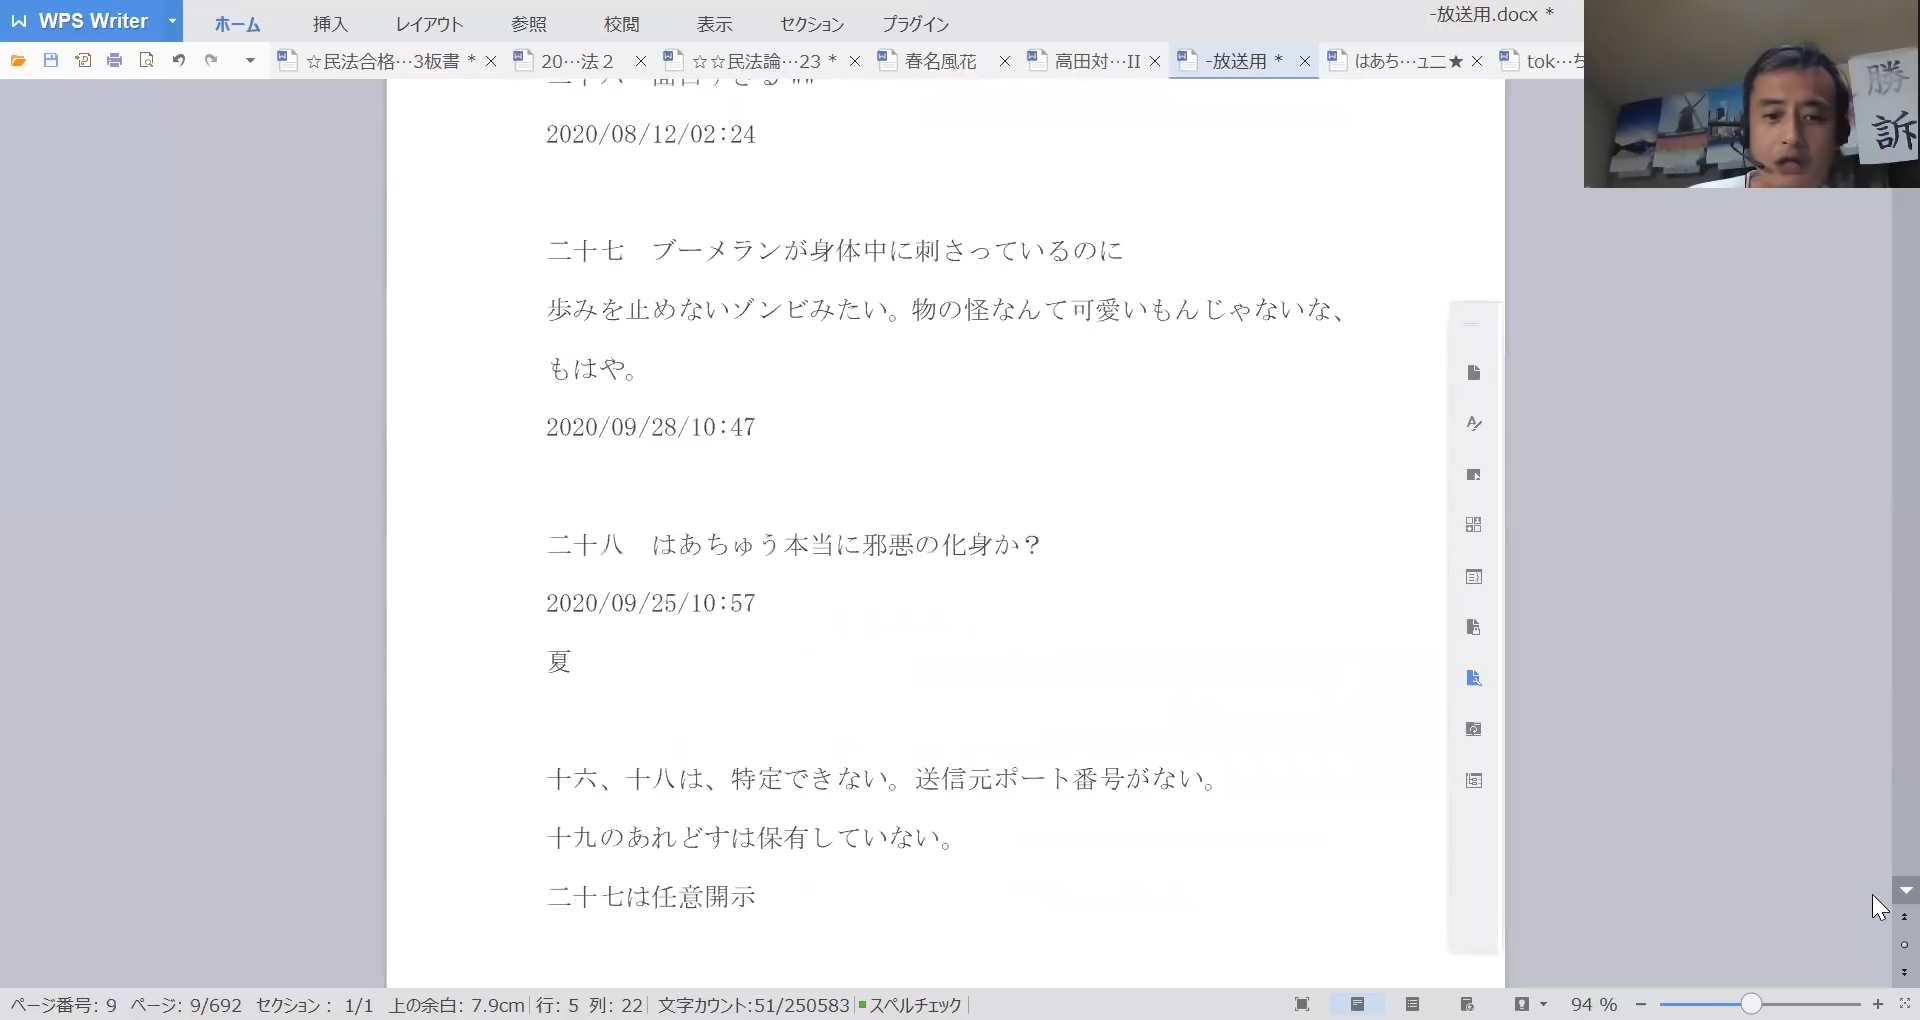 WPS Writer
ホーム 挿入 レイアウト 参照 校閲 表示 セクション プラグイン
-放送用.docx *
☆民法合格…3板書 * 20…法2 ☆☆民法論…23 * 春名風花 高田対…II -放送用 * はあち…ュニ★ tok…ち
2020/08/12/02:24
二十七 ブーメランが身体中に刺さっているのに
歩みを止めないゾンビみたい。物の怪なんて可愛いもんじゃないな、
もはや。
2020/09/28/10:47
二十八 はあちゅう本当に邪悪の化身か？
2020/09/25/10:57
夏
十六、十八は、特定できない。送信元ポート番号がない。
十九のあれどすは保有していない。
二十七は任意開示
勝
訴
ページ番号: 9 ページ: 9/692 セクション : 1/1 上の余白: 7.9cm 行: 5 列: 22 文字カウント:51/250583 スペルチェック 94 %